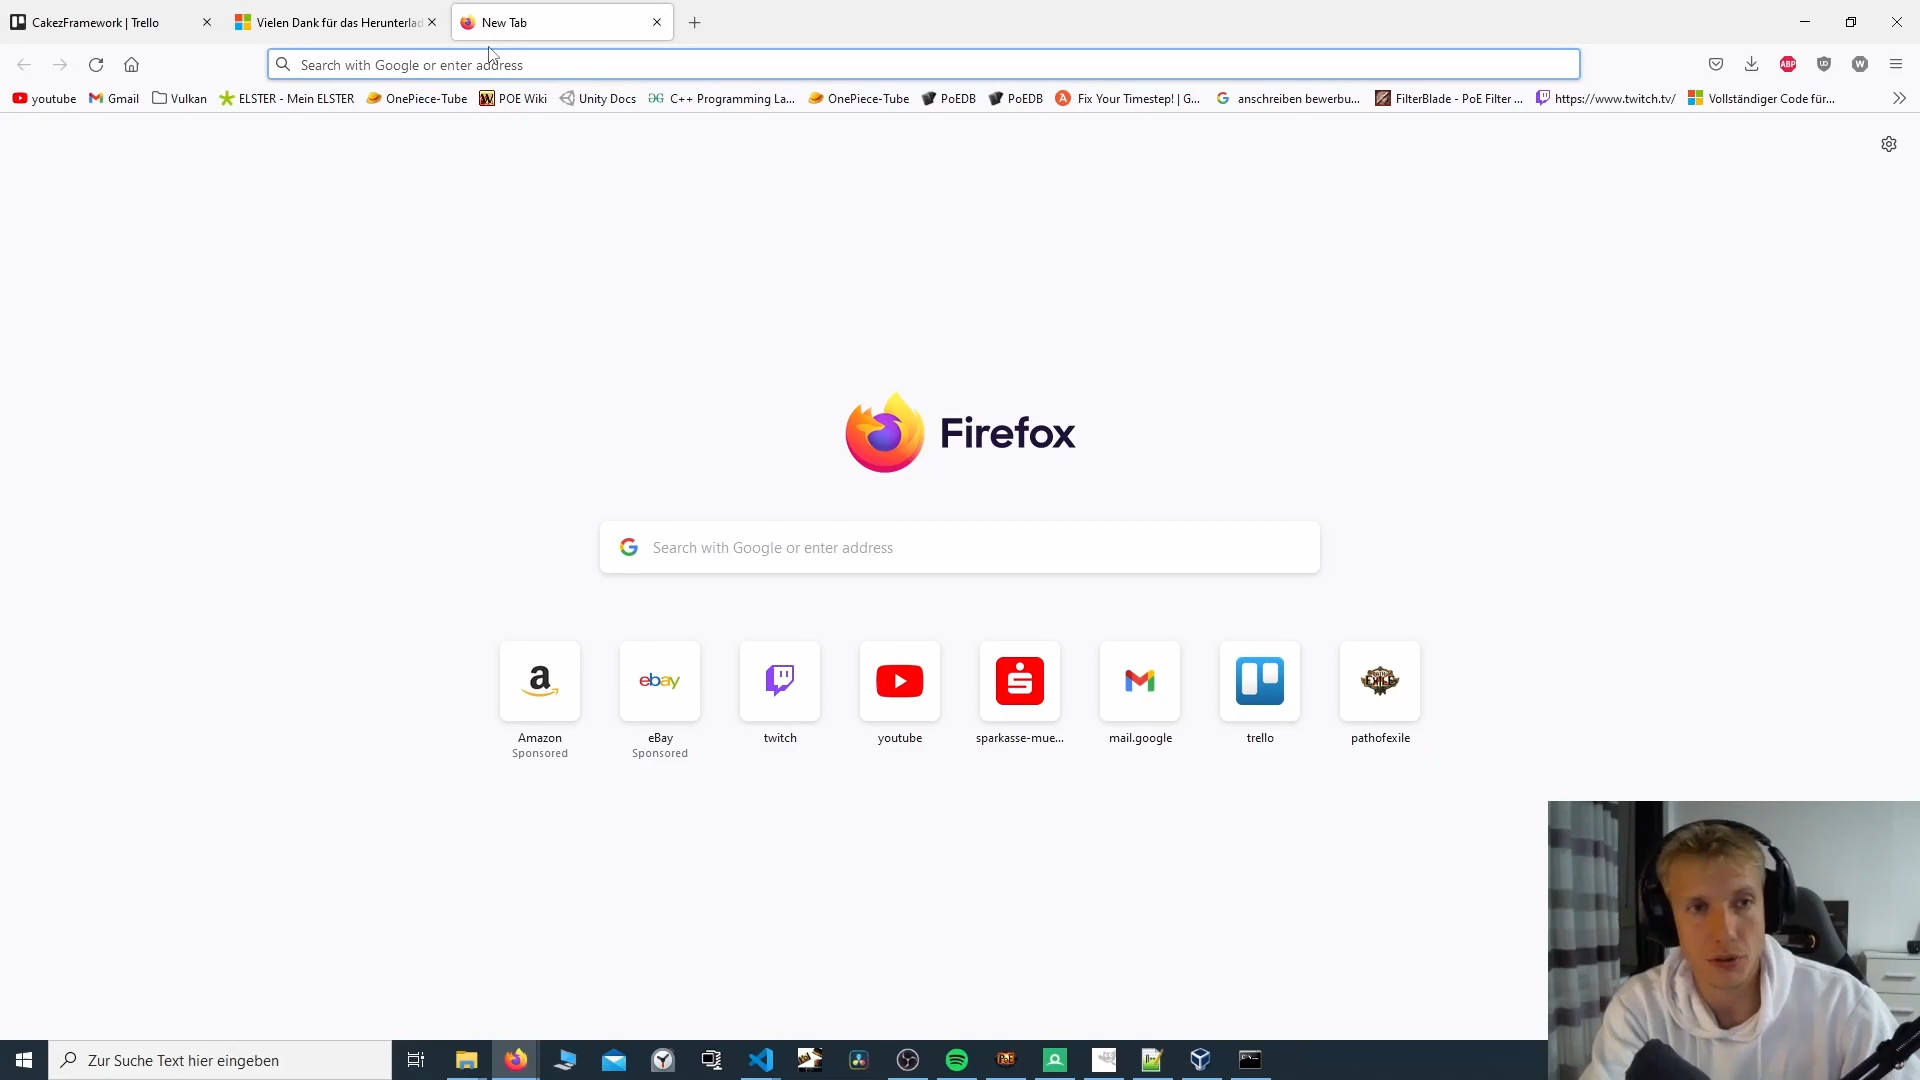 CakezFramework | Trello
Vielen Dank für das Herunterlad
New Tab
Search with Google or enter address
youtube
Gmail
Vulkan
ELSTER - Mein ELSTER
OnePiece-Tube
POE Wiki
Unity Docs
C++ Programming La...
OnePiece-Tube
PoEDB
PoEDB
Fix Your Timestep! | G...
anschreiben bewerbu...
FilterBlade - PoE Filter ...
https://www.twitch.tv/
Vollständiger Code für...
Firefox
Search with Google or enter address
Amazon
Sponsored
eBay
Sponsored
twitch
youtube
sparkasse-mue...
mail.google
trello
pathofexile
Zur Suche Text hier eingeben